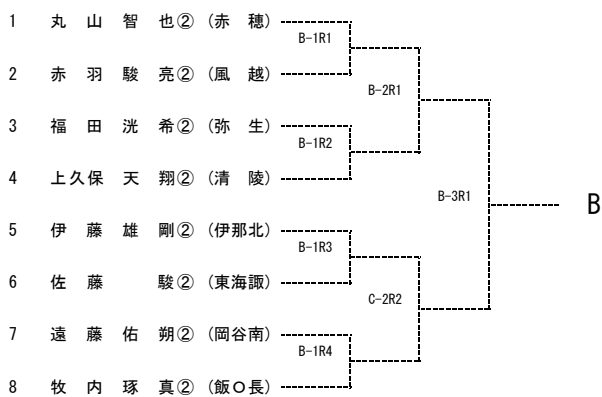 1 丸山智也② (赤穂)
B-1R1
2 赤羽駿亮② (風越)
B-2R1
3 福田洸希② (弥生)
B-1R2
4 上久保天翔② (清陵)
B-3R1
B
5 伊藤雄剛② (伊那北)
B-1R3
6 佐藤駿② (東海諏)
C-2R2
7 遠藤佑朔② (岡谷南)
B-1R4
8 牧内琢真② (飯O長)